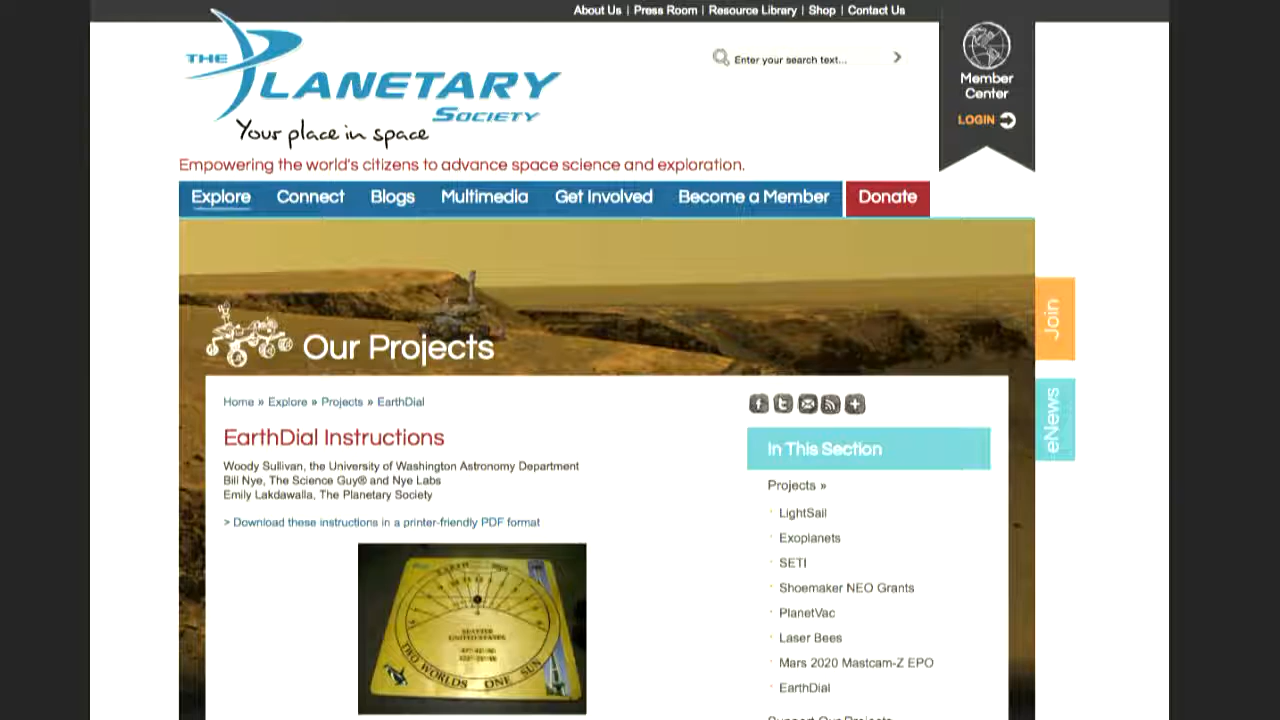 About Us | Press Room | Resource Library | Shop | Contact Us
THE PLANETARY
SOCIETY
Your place in space
Enter your search text...
Member
Center
LOGIN
Empowering the world's citizens to advance space science and exploration.
Explore Connect Blogs Multimedia Get Involved Become a Member Donate
Join
eNews
Our Projects
Home » Explore » Projects » EarthDial
EarthDial Instructions
Woody Sullivan, the University of Washington Astronomy Department
Bill Nye, The Science Guy® and Nye Labs
Emily Lakdawalla, The Planetary Society
> Download these instructions in a printer-friendly PDF format
EARTH
SEATTLE
UNITED STATES
TWO WORLDS ONE SUN
In This Section
Projects »
LightSail
Exoplanets
SETI
Shoemaker NEO Grants
PlanetVac
Laser Bees
Mars 2020 Mastcam-Z EPO
EarthDial
Support Our Projects